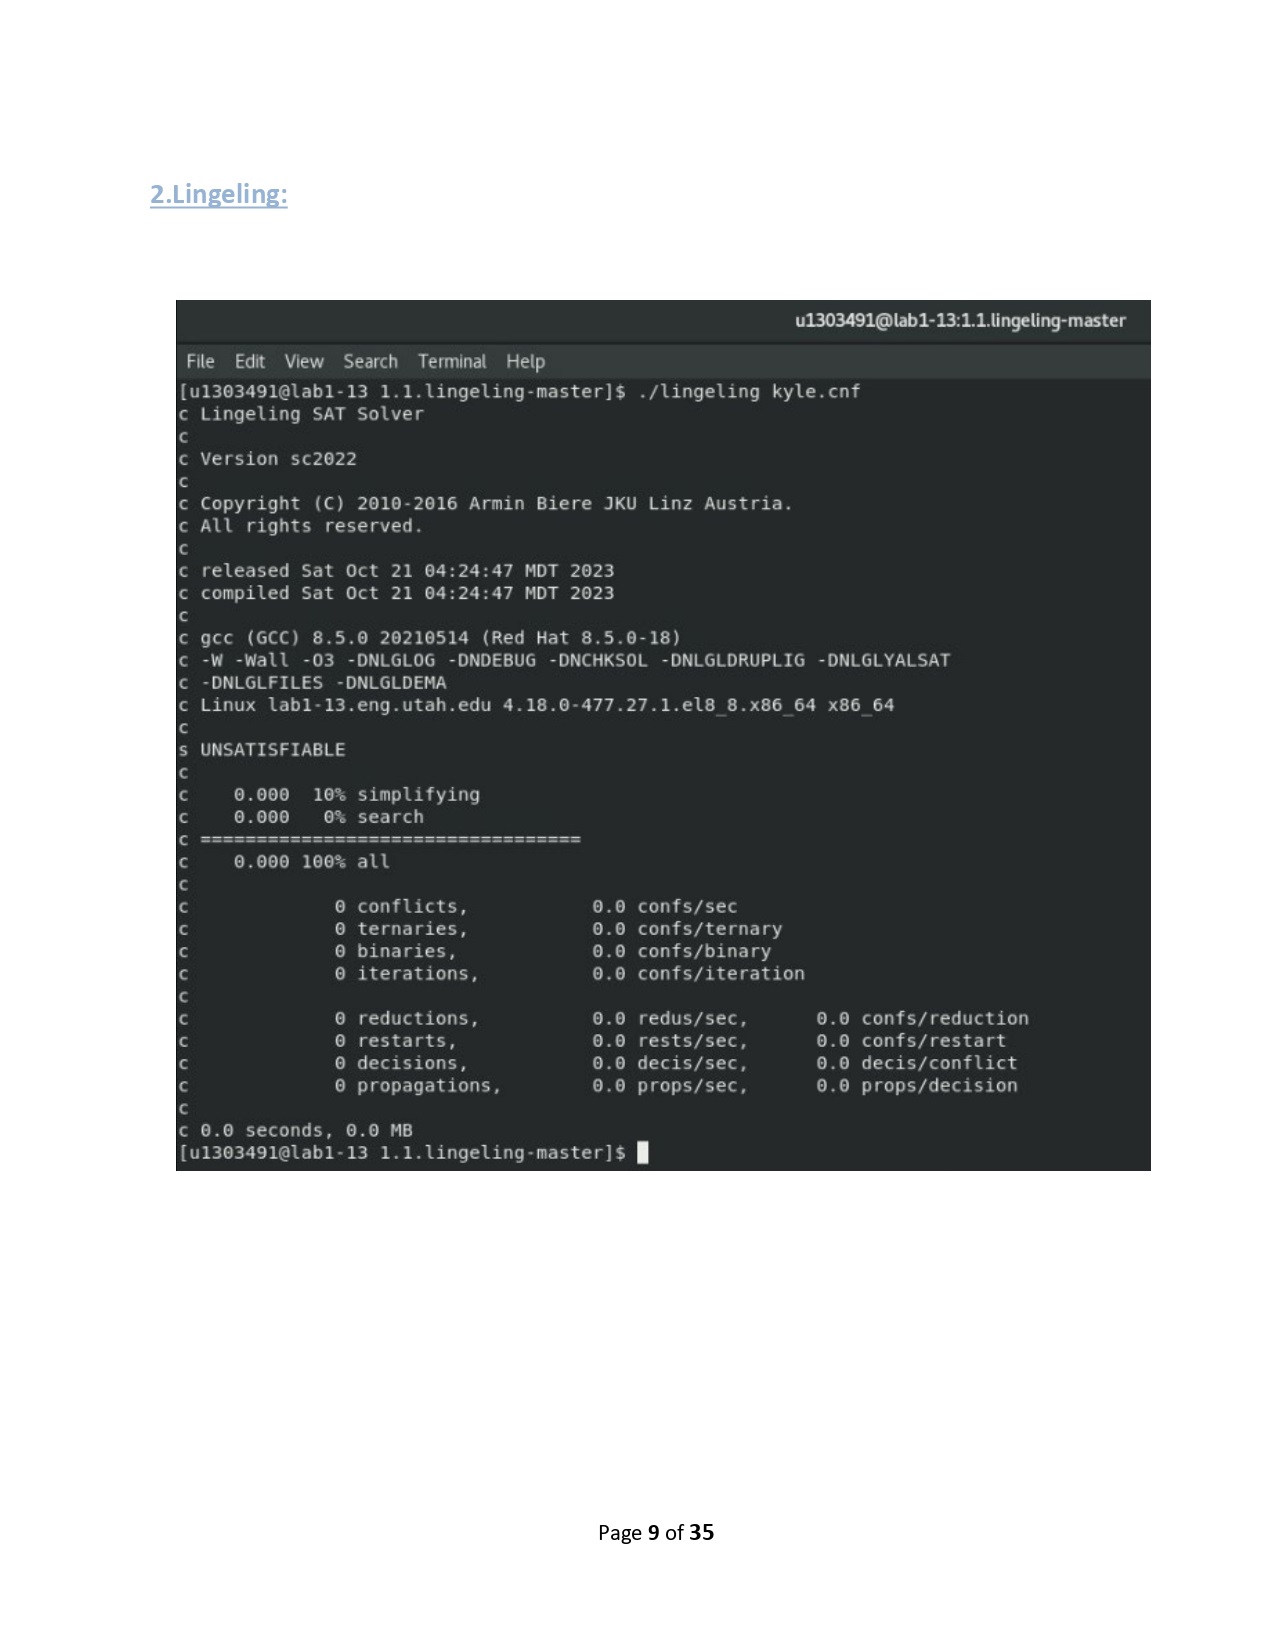 2.Lingeling:
u1303491@lab1-13:1.1.lingeling-master
File Edit View Search Terminal Help
[u1303491@lab1-13 1.1.lingeling-master]$ ./lingeling kyle.cnf
c Lingeling SAT Solver
c
c Version sc2022
c
c Copyright (C) 2010-2016 Armin Biere JKU Linz Austria.
c All rights reserved.
c
c released Sat Oct 21 04:24:47 MDT 2023
c compiled Sat Oct 21 04:24:47 MDT 2023
c
c gcc (GCC) 8.5.0 20210514 (Red Hat 8.5.0-18)
c -W -Wall -O3 -DNLGLOG -DNDEBUG -DNCHKSOL -DNLGLDRUPLIG -DNLGLYALSAT
c -DNLGLFILES -DNLGLDEMA
c Linux lab1-13.eng.utah.edu 4.18.0-477.27.1.el8_8.x86_64 x86_64
c
s UNSATISFIABLE
c
c    0.000  10% simplifying
c    0.000   0% search
c ==================================
c    0.000 100% all
c
c             0 conflicts,           0.0 confs/sec
c             0 ternaries,           0.0 confs/ternary
c             0 binaries,            0.0 confs/binary
c             0 iterations,          0.0 confs/iteration
c
c             0 reductions,          0.0 redus/sec,      0.0 confs/reduction
c             0 restarts,            0.0 rests/sec,      0.0 confs/restart
c             0 decisions,           0.0 decis/sec,      0.0 decis/conflict
c             0 propagations,        0.0 props/sec,      0.0 props/decision
c
c 0.0 seconds, 0.0 MB
[u1303491@lab1-13 1.1.lingeling-master]$
Page 9 of 35